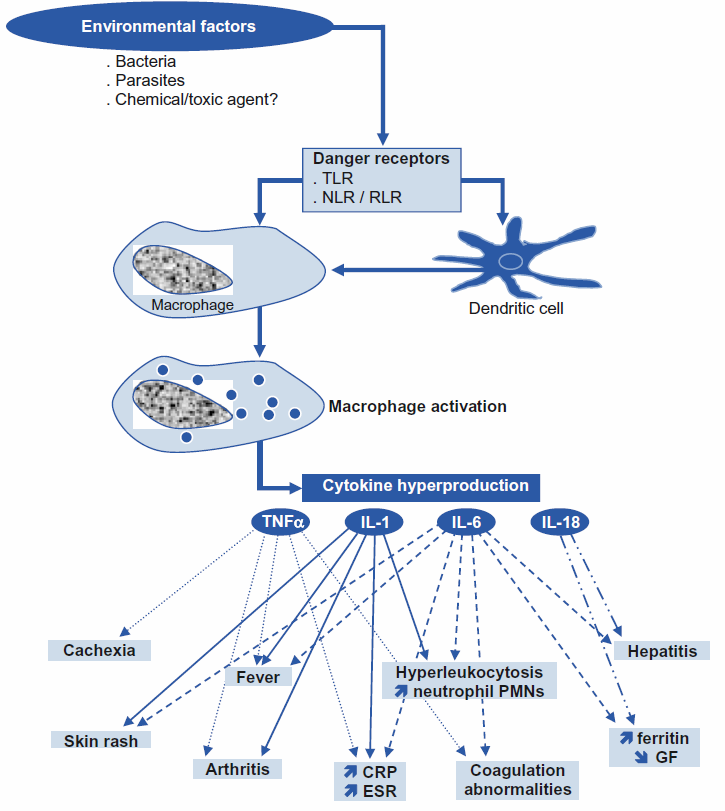 Environmental factors
. Bacteria
. Parasites
. Chemical/toxic agent?
Danger receptors
. TLR
. NLR / RLR
Macrophage
Dendritic cell
Macrophage activation
Cytokine hyperproduction
TNFα
IL-1
IL-6
IL-18
Cachexia
Hepatitis
Fever
Hyperleukocytosis
neutrophil PMNs
Skin rash
ferritin
GF
Arthritis
CRP
ESR
Coagulation
abnormalities